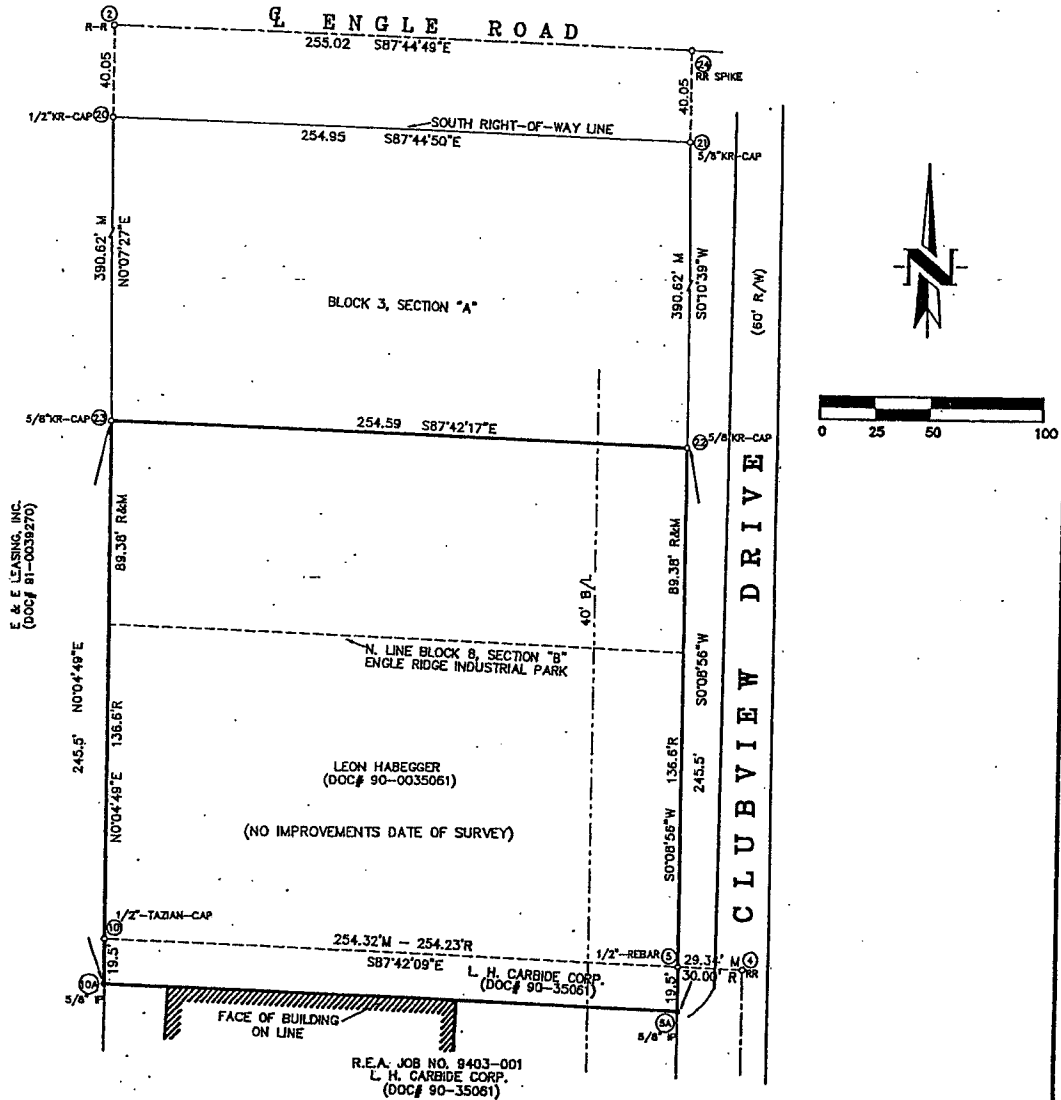 2
R-R
℄ ENGLE ROAD
255.02 S87°44'49"E
24
RR SPIKE
40.05
40.05
1/2"KR-CAP 20
SOUTH RIGHT-OF-WAY LINE
254.95 S87°44'50"E
21
5/8"KR-CAP
390.62' M
N0°07'27"E
390.62' M
S0°10'39"W
(60' R/W)
N
BLOCK 3, SECTION "A"
0 25 50 100
5/8"KR-CAP 23
254.59 S87°42'17"E
22 5/8"KR-CAP
E & E LEASING, INC.
(DOC# 91-0039270)
89.38' R&M
40' B/L
89.38' R&M
CLUBVIEW DRIVE
N. LINE BLOCK 8, SECTION "B"
ENGLE RIDGE INDUSTRIAL PARK
245.5' N0°04'49"E
N0°04'49"E 136.6'R
S0°08'56"W
245.5'
S0°08'56"W 136.6'R
LEON HABEGGER
(DOC# 90-0035061)
(NO IMPROVEMENTS DATE OF SURVEY)
10
1/2"-TAZIAN-CAP
254.32'M - 254.23'R
S87°42'09"E
1/2"-REBAR 5
29.34' M 4
30.00' R RR
19.5'
19.5'
L. H. CARBIDE CORP.
(DOC# 90-35061)
10A
5/8" IP
5A
5/8" IP
FACE OF BUILDING
ON LINE
R.E.A. JOB NO. 9403-001
L. H. CARBIDE CORP.
(DOC# 90-35061)